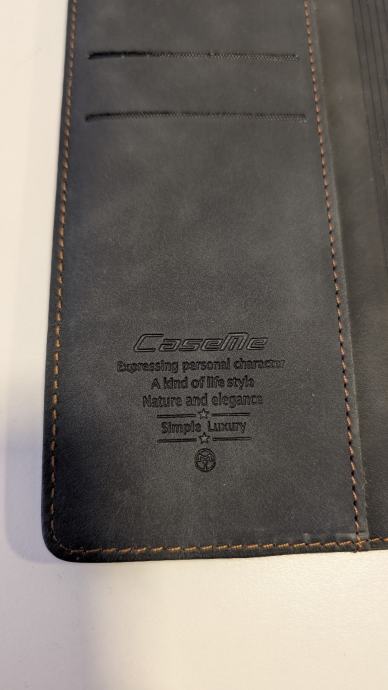 CaseMe
Expressing personal character
A kind of life style
Nature and elegance
Simple Luxury